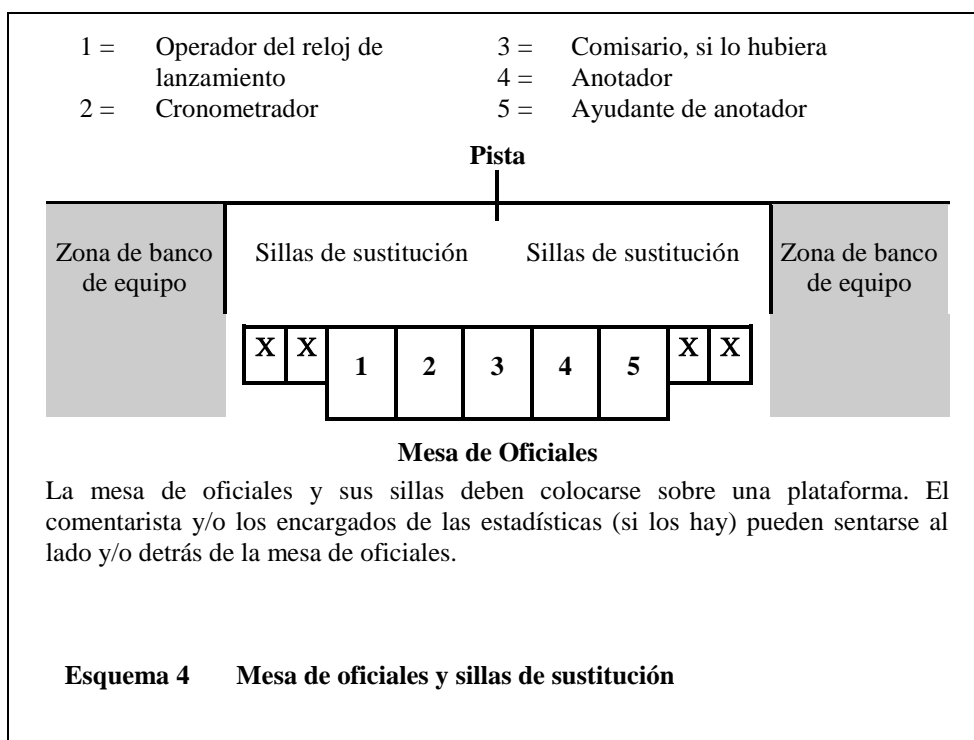 1 = Operador del reloj de
lanzamiento
2 = Cronometrador
3 = Comisario, si lo hubiera
4 = Anotador
5 = Ayudante de anotador
Pista
Zona de banco
de equipo
Sillas de sustitución
Sillas de sustitución
Zona de banco
de equipo
X X 1 2 3 4 5 X X
Mesa de Oficiales
La mesa de oficiales y sus sillas deben colocarse sobre una plataforma. El
comentarista y/o los encargados de las estadísticas (si los hay) pueden sentarse al
lado y/o detrás de la mesa de oficiales.
Esquema 4 Mesa de oficiales y sillas de sustitución